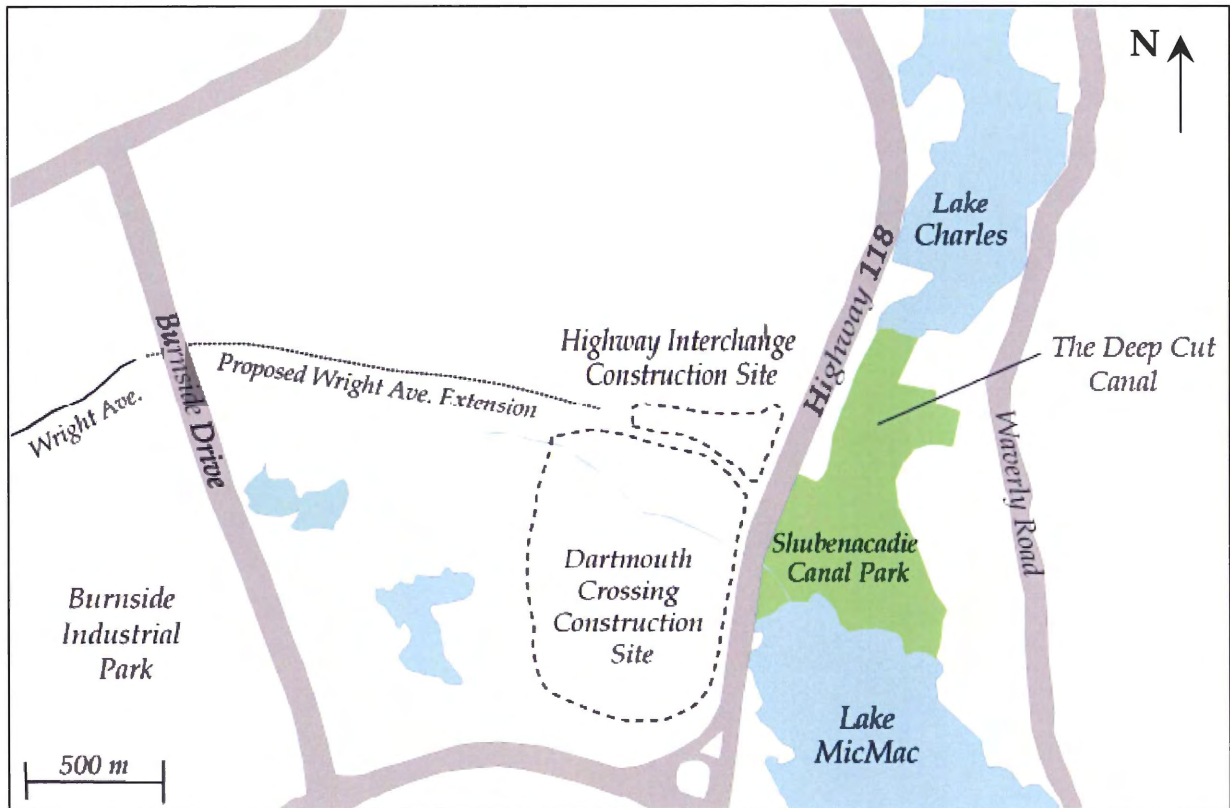 N
Lake
Charles
Highway 118
Highway Interchange
Construction Site
The Deep Cut
Canal
Burnside Drive
Proposed Wright Ave. Extension
Wright Ave.
Waverly Road
Shubenacadie
Canal Park
Dartmouth
Crossing
Construction
Site
Burnside
Industrial
Park
Lake
MicMac
500 m